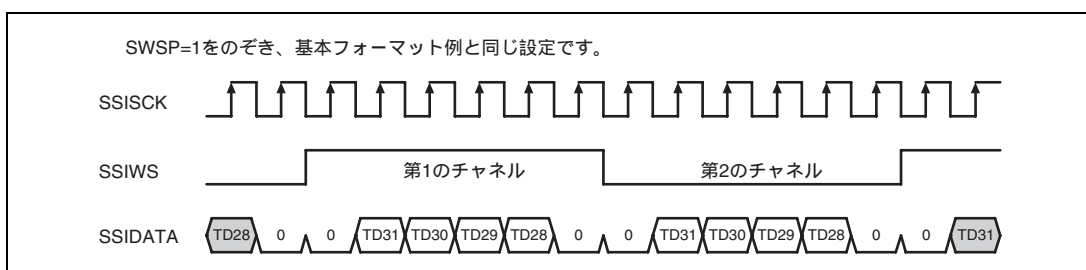 SWSP=1をのぞき、基本フォーマット例と同じ設定です。
SSISCK
SSIWS 第1のチャネル 第2のチャネル
SSIDATA TD28 0 0 TD31 TD30 TD29 TD28 0 0 TD31 TD30 TD29 TD28 0 0 TD31